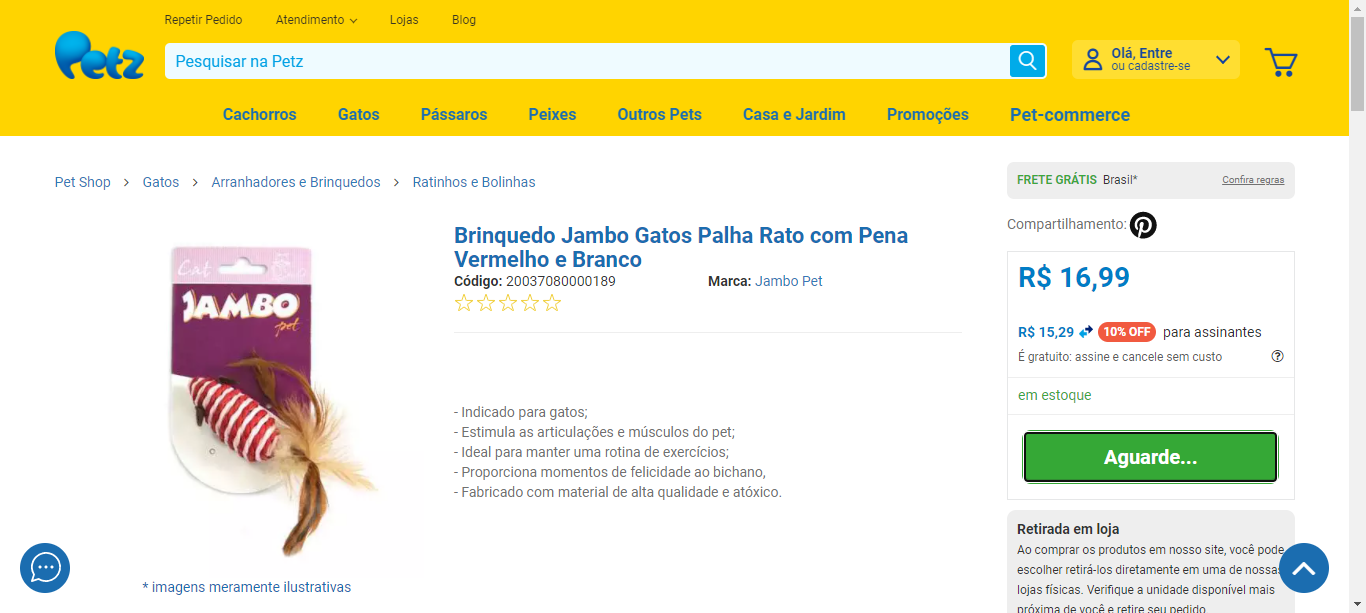 Repetir Pedido Atendimento Lojas Blog
Petz
Pesquisar na Petz
Olá, Entre
ou cadastre-se
Cachorros Gatos Pássaros Peixes Outros Pets Casa e Jardim Promoções Pet-commerce
Pet Shop > Gatos > Arranhadores e Brinquedos > Ratinhos e Bolinhas
FRETE GRÁTIS Brasil* Confira regras
Compartilhamento:
Cat
JAMBO
pet
* imagens meramente ilustrativas
Brinquedo Jambo Gatos Palha Rato com Pena
Vermelho e Branco
Código: 20037080000189 Marca: Jambo Pet
- Indicado para gatos;
- Estimula as articulações e músculos do pet;
- Ideal para manter uma rotina de exercícios;
- Proporciona momentos de felicidade ao bichano,
- Fabricado com material de alta qualidade e atóxico.
R$ 16,99
R$ 15,29 10% OFF para assinantes
É gratuito: assine e cancele sem custo ?
em estoque
Aguarde...
Retirada em loja
Ao comprar os produtos em nosso site, você pode
escolher retirá-los diretamente em uma de nossas
lojas físicas. Verifique a unidade disponível mais
próxima de você e retire seu pedido